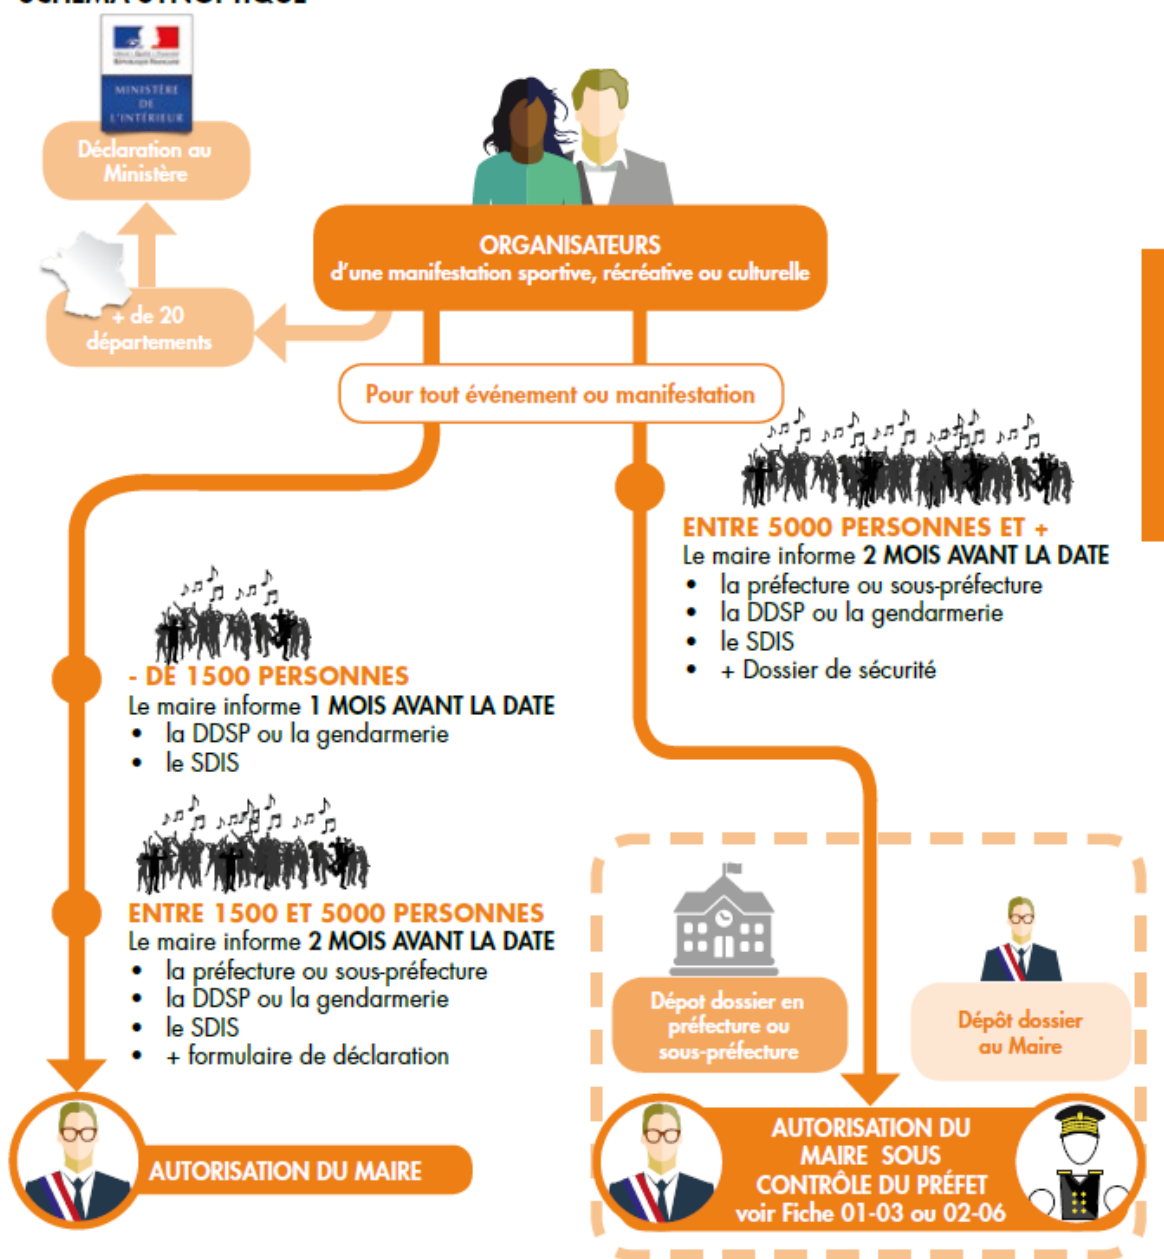 SCHÉMA SYNOPTIQUE
MINISTÈRE
DE
L'INTÉRIEUR
Déclaration au
Ministère
ORGANISATEURS
d'une manifestation sportive, récréative ou culturelle
+ de 20
départements
Pour tout événement ou manifestation
ENTRE 5000 PERSONNES ET +
Le maire informe 2 MOIS AVANT LA DATE
• la préfecture ou sous-préfecture
• la DDSP ou la gendarmerie
• le SDIS
• + Dossier de sécurité
- DE 1500 PERSONNES
Le maire informe 1 MOIS AVANT LA DATE
• la DDSP ou la gendarmerie
• le SDIS
ENTRE 1500 ET 5000 PERSONNES
Le maire informe 2 MOIS AVANT LA DATE
• la préfecture ou sous-préfecture
• la DDSP ou la gendarmerie
• le SDIS
• + formulaire de déclaration
AUTORISATION DU MAIRE
Dépot dossier en
préfecture ou
sous-préfecture
Dépôt dossier
au Maire
AUTORISATION DU
MAIRE SOUS
CONTRÔLE DU PRÉFET
voir Fiche 01-03 ou 02-06